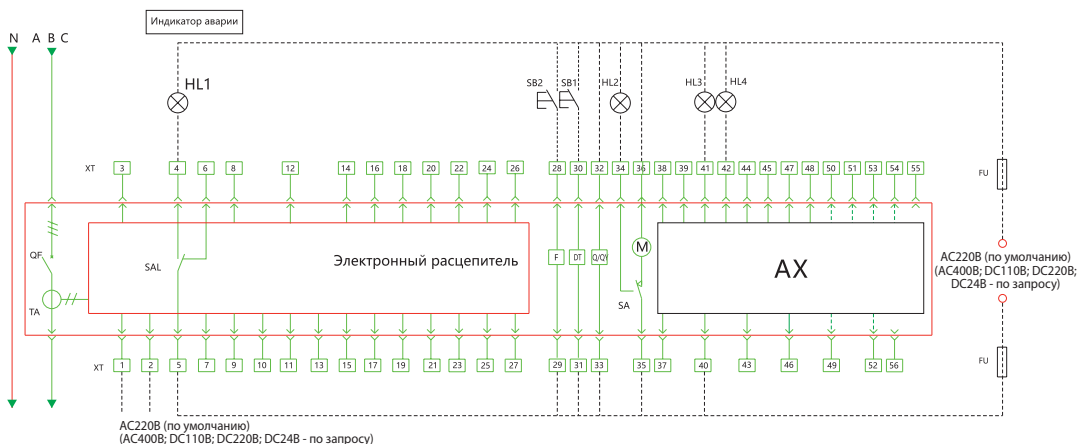 Индикатор аварии
N A B C
HL1
SB2 SB1 HL2 HL3 HL4
XT 3 4 6 8 12 14 16 18 20 22 24 26 28 30 32 34 36 38 39 41 42 44 45 47 48 50 51 53 54 55
FU
QF
SAL
Электронный расцепитель
F DT Q/QY
M
AX
AC220В (по умолчанию)
(AC400В; DC110В; DC220В;
DC24В - по запросу)
TA
SA
XT 1 2 5 7 9 10 11 13 15 17 19 21 23 25 27 29 31 33 35 37 40 43 46 49 52 56
FU
AC220В (по умолчанию)
(AC400В; DC110В; DC220В; DC24В - по запросу)